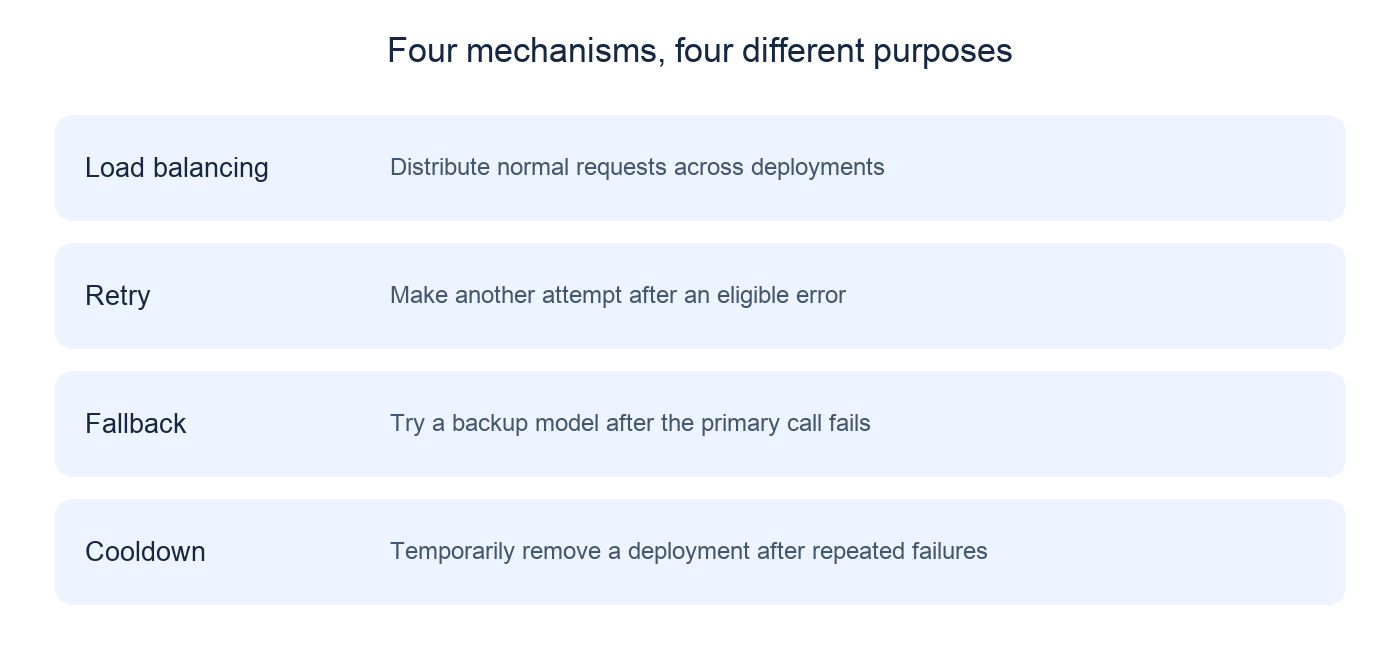 Four mechanisms, four different purposes
Load balancing Distribute normal requests across deployments
Retry Make another attempt after an eligible error
Fallback Try a backup model after the primary call fails
Cooldown Temporarily remove a deployment after repeated failures